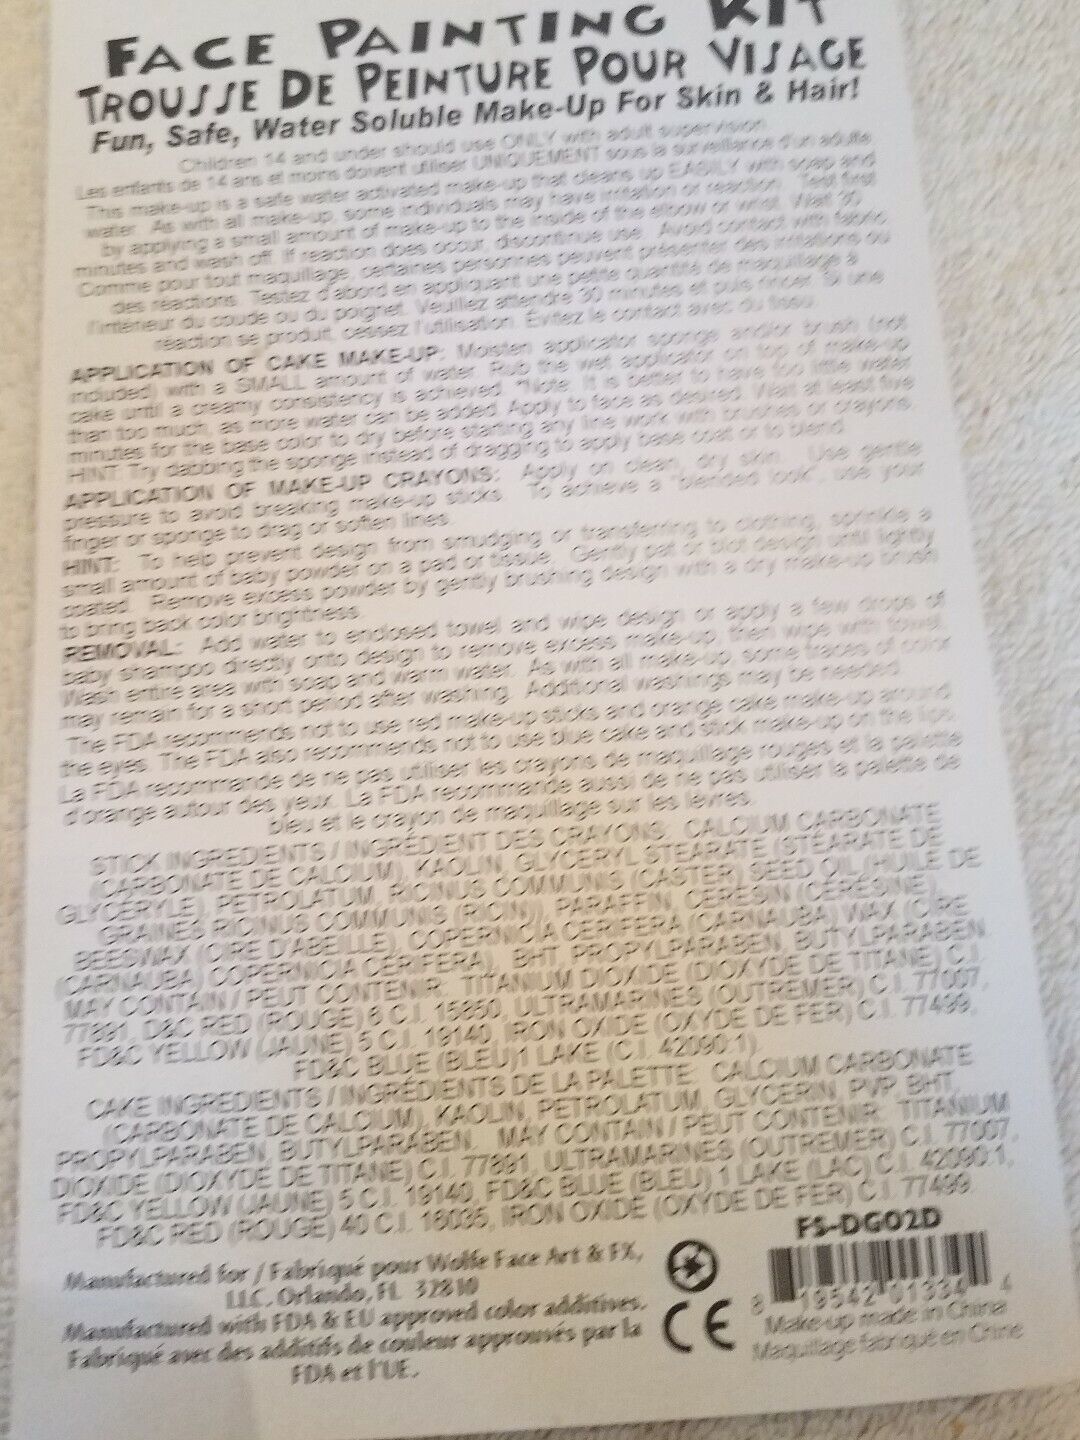 FACE PAINTING KIT
TROUSSE DE PEINTURE POUR VISAGE
Fun, Safe, Water Soluble Make-Up For Skin & Hair!
Children 14 and under should use ONLY with adult supervision.
Les enfants de 14 ans et moins doivent utiliser UNIQUEMENT sous la surveillance d'un adulte.
This make-up is a safe water activated make-up that cleans up EASILY with soap and
water. As with all make-up, some individuals may have irritation or reaction. Test first
by applying a small amount of make-up to the inside of the elbow or wrist. Wait 30
minutes and wash off. If reaction does occur, discontinue use. Avoid contact with fabric.
Comme pour tout maquillage, certaines personnes peuvent présenter des irritations ou
des réactions. Testez d'abord en appliquant une petite quantité de maquillage à
l'intérieur du coude ou du poignet. Veuillez attendre 30 minutes et puis rincer. Si une
réaction se produit, cessez l'utilisation. Évitez le contact avec du tissu.
APPLICATION OF CAKE MAKE-UP: Moisten applicator sponge and/or brush (not
included) with a SMALL amount of water. Rub the wet applicator on top of make-up
cake until a creamy consistency is achieved. *Note: It is better to have too little water
than too much, as more water can be added. Apply to face as desired. Wait at least five
minutes for the base color to dry before starting any line work with brushes or crayons.
HINT: Try dabbing the sponge instead of dragging to apply base coat or to blend.
APPLICATION OF MAKE-UP CRAYONS: Apply on clean, dry skin. Use gentle
pressure to avoid breaking make-up sticks. To achieve a "blended look", use your
finger or sponge to drag or soften lines.
HINT: To help prevent design from smudging or transferring to clothing, sprinkle a
small amount of baby powder on a pad or tissue. Gently pat or blot design until lightly
coated. Remove excess powder by gently brushing design with a dry make-up brush
to bring back color brightness.
REMOVAL: Add water to enclosed towel and wipe design or apply a few drops of
baby shampoo directly onto design to remove excess make-up, then wipe with towel.
Wash entire area with soap and warm water. As with all make-up, some traces of color
may remain for a short period after washing. Additional washings may be needed.
The FDA recommends not to use red make-up sticks and orange cake make-up around
the eyes. The FDA also recommends not to use blue cake and stick make-up on the lips.
La FDA recommande de ne pas utiliser les crayons de maquillage rouges et la palette
d'orange autour des yeux. La FDA recommande aussi de ne pas utiliser la palette de
bleu et le crayon de maquillage sur les lèvres.
STICK INGREDIENTS / INGRÉDIENT DES CRAYONS: CALCIUM CARBONATE
(CARBONATE DE CALCIUM), KAOLIN, GLYCERYL STEARATE (STÉARATE DE
GLYCÉRYLE), PETROLATUM, RICINUS COMMUNIS (CASTER) SEED OIL (HUILE DE
GRAINES RICINUS COMMUNIS (RICIN)), PARAFFIN, CERESIN (CÉRÉSINE),
BEESWAX (CIRE D'ABEILLE), COPERNICIA CERIFERA (CARNAUBA) WAX (CIRE
(CARNAUBA) COPERNICIA CERIFERA), BHT, PROPYLPARABEN, BUTYLPARABEN.
MAY CONTAIN / PEUT CONTENIR: TITANIUM DIOXIDE (DIOXYDE DE TITANE) C.I.
77891, D&C RED (ROUGE) 6 C.I. 15850, ULTRAMARINES (OUTREMER) C.I. 77007,
FD&C YELLOW (JAUNE) 5 C.I. 19140, IRON OXIDE (OXYDE DE FER) C.I. 77499,
FD&C BLUE (BLEU)1 LAKE (C.I. 42090:1).
CAKE INGREDIENTS / INGRÉDIENTS DE LA PALETTE: CALCIUM CARBONATE
(CARBONATE DE CALCIUM), KAOLIN, PETROLATUM, GLYCERIN, PVP, BHT,
PROPYLPARABEN, BUTYLPARABEN. MAY CONTAIN / PEUT CONTENIR: TITANIUM
DIOXIDE (DIOXYDE DE TITANE) C.I. 77891, ULTRAMARINES (OUTREMER) C.I. 77007,
FD&C YELLOW (JAUNE) 5 C.I. 19140, FD&C BLUE (BLEU) 1 LAKE (LAC) C.I. 42090:1,
FD&C RED (ROUGE) 40 C.I. 16035, IRON OXIDE (OXYDE DE FER) C.I. 77499.
FS-DG02D
Manufactured for / Fabriqué pour Wolfe Face Art & FX,
LLC. Orlando, FL 32810
Manufactured with FDA & EU approved color additives.
Fabriqué avec des additifs de couleur approuvés par la
FDA et l'UE.
CE
8 19542 01334 4
Make-up made in China
Maquillage fabriqué en Chine